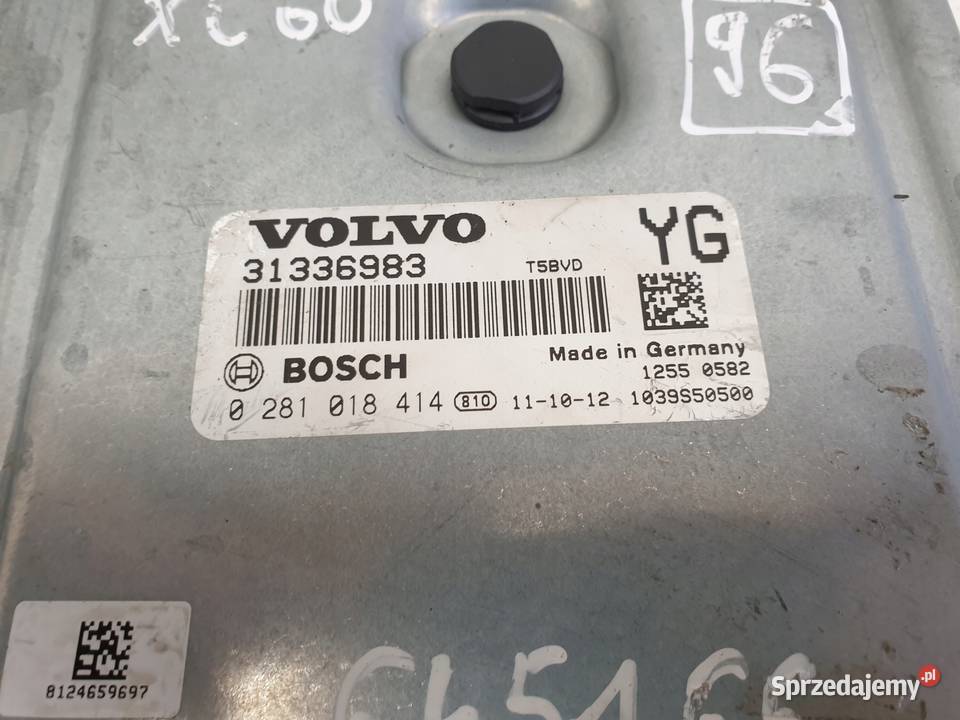 XC60
96
VOLVO
YG
31336983 T5BVD
BOSCH
Made in Germany
1255 0582
0 281 018 414 810 11-10-12 1039S50500
8124659697
Sprzedajemy.pl